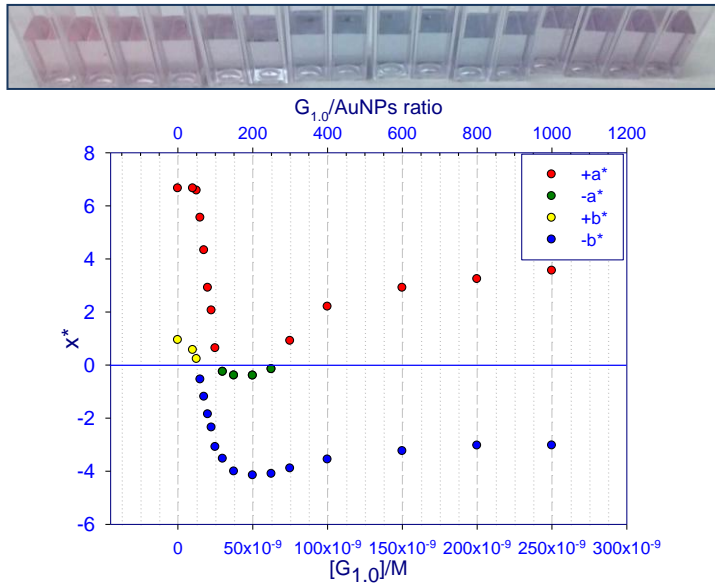 G1.0/AuNPs ratio
0 200 400 600 800 1000 1200
8
6
4
2
0
-2
-4
-6
x*
+a*
-a*
+b*
-b*
0 50x10-9 100x10-9 150x10-9 200x10-9 250x10-9 300x10-9
[G1.0]/M